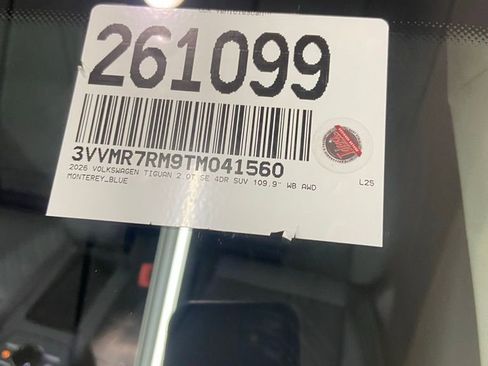 261099
3VVMR7RM9TM041560
2026 VOLKSWAGEN TIGUAN 2.0T SE 4DR SUV 109.9" WB AWD
MONTEREY_BLUE
L25